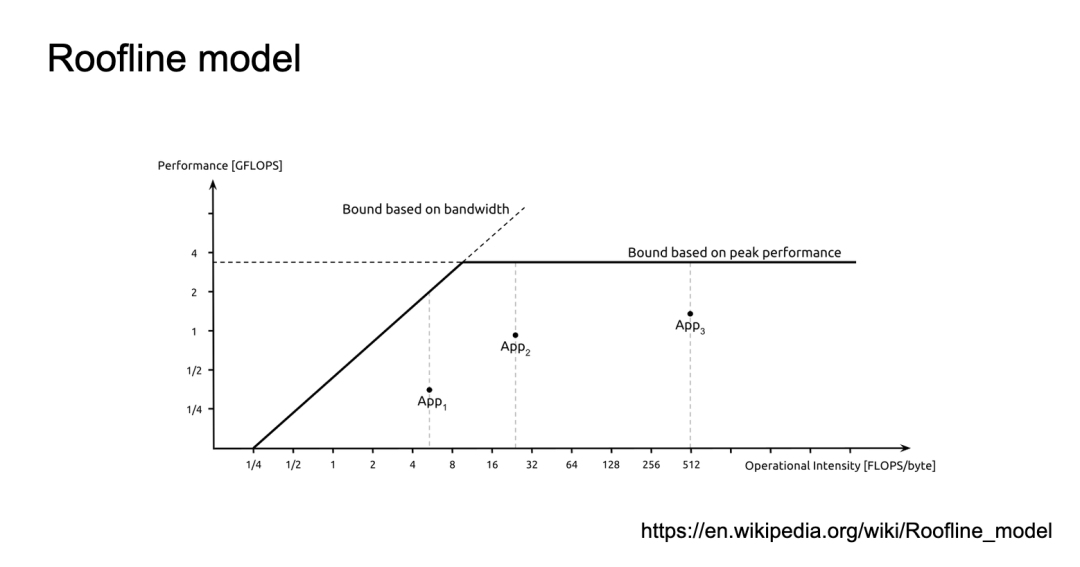 Roofline model
Performance [GFLOPS]
Bound based on bandwidth
Bound based on peak performance
4
2
1
1/2
1/4
App3
App2
App1
1/4 1/2 1 2 4 8 16 32 64 128 256 512
Operational Intensity [FLOPS/byte]
https://en.wikipedia.org/wiki/Roofline_model